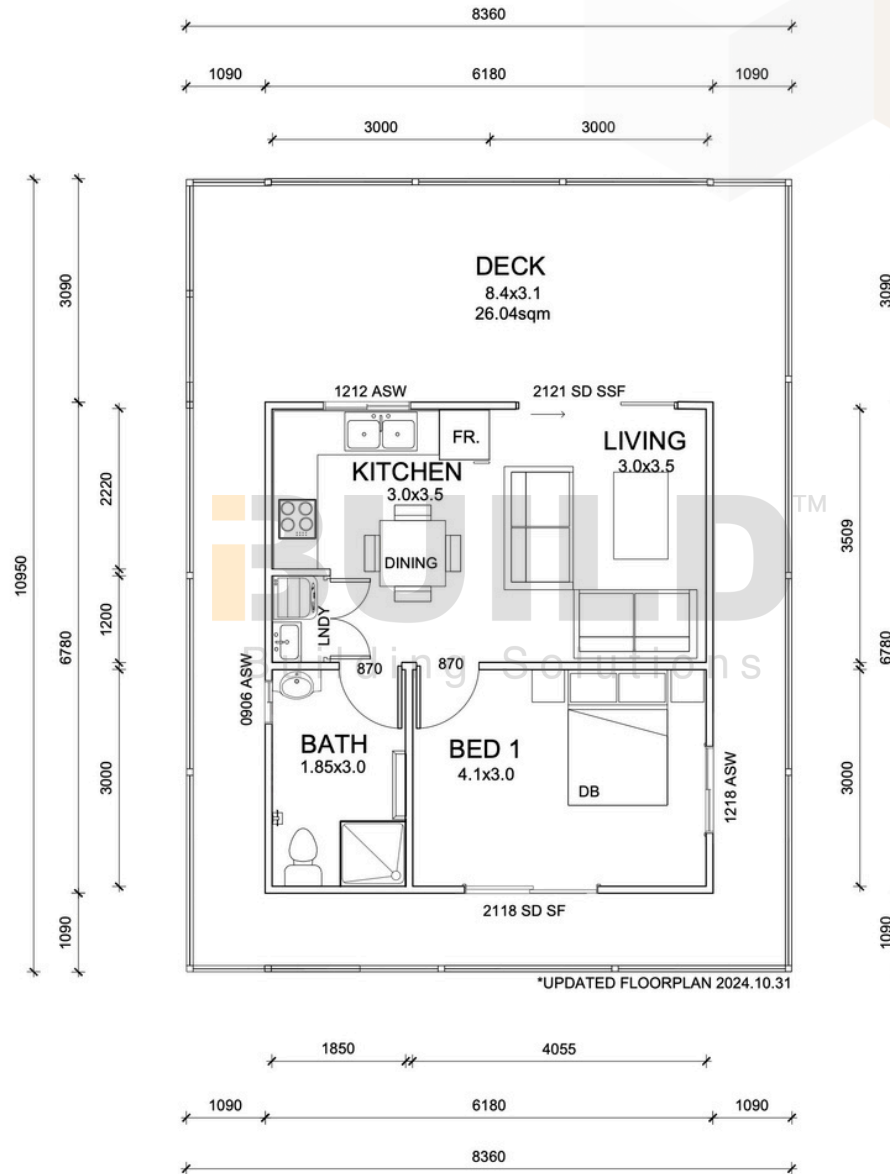 8360
1090
6180
1090
3000
3000
DECK
8.4x3.1
26.04sqm
3090
3090
1212 ASW
2121 SD SSF
FR.
LIVING
3.0x3.5
KITCHEN
3.0x3.5
2220
iBUILD™
3509
DINING
10950
1200
LNDY
6780
6780
Building Solutions
870
870
0906 ASW
BATH
1.85x3.0
BED 1
4.1x3.0
3000
3000
DB
1218 ASW
2118 SD SF
1090
1090
*UPDATED FLOORPLAN 2024.10.31
1850
4055
1090
6180
1090
8360